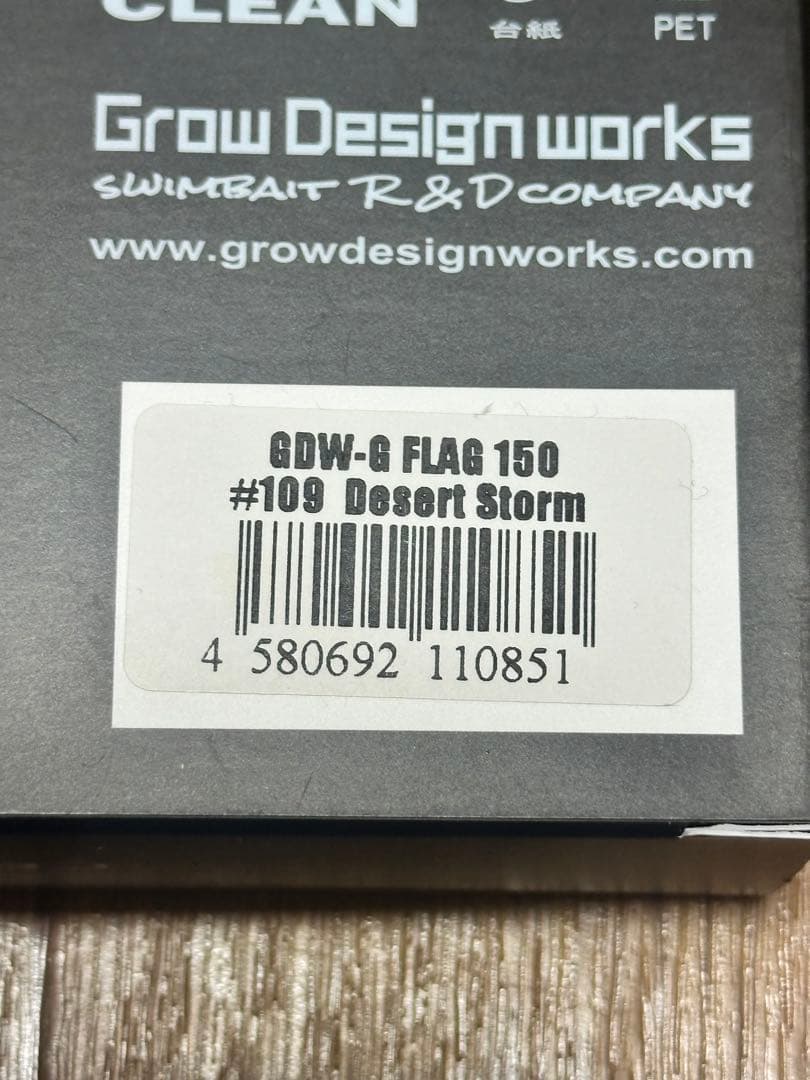 CLEAN
台紙 PET
Grow Design works
SWIMBAIT R&D COMPANY
www.growdesignworks.com
GDW-G FLAG 150
#109 Desert Storm
4 580692 110851